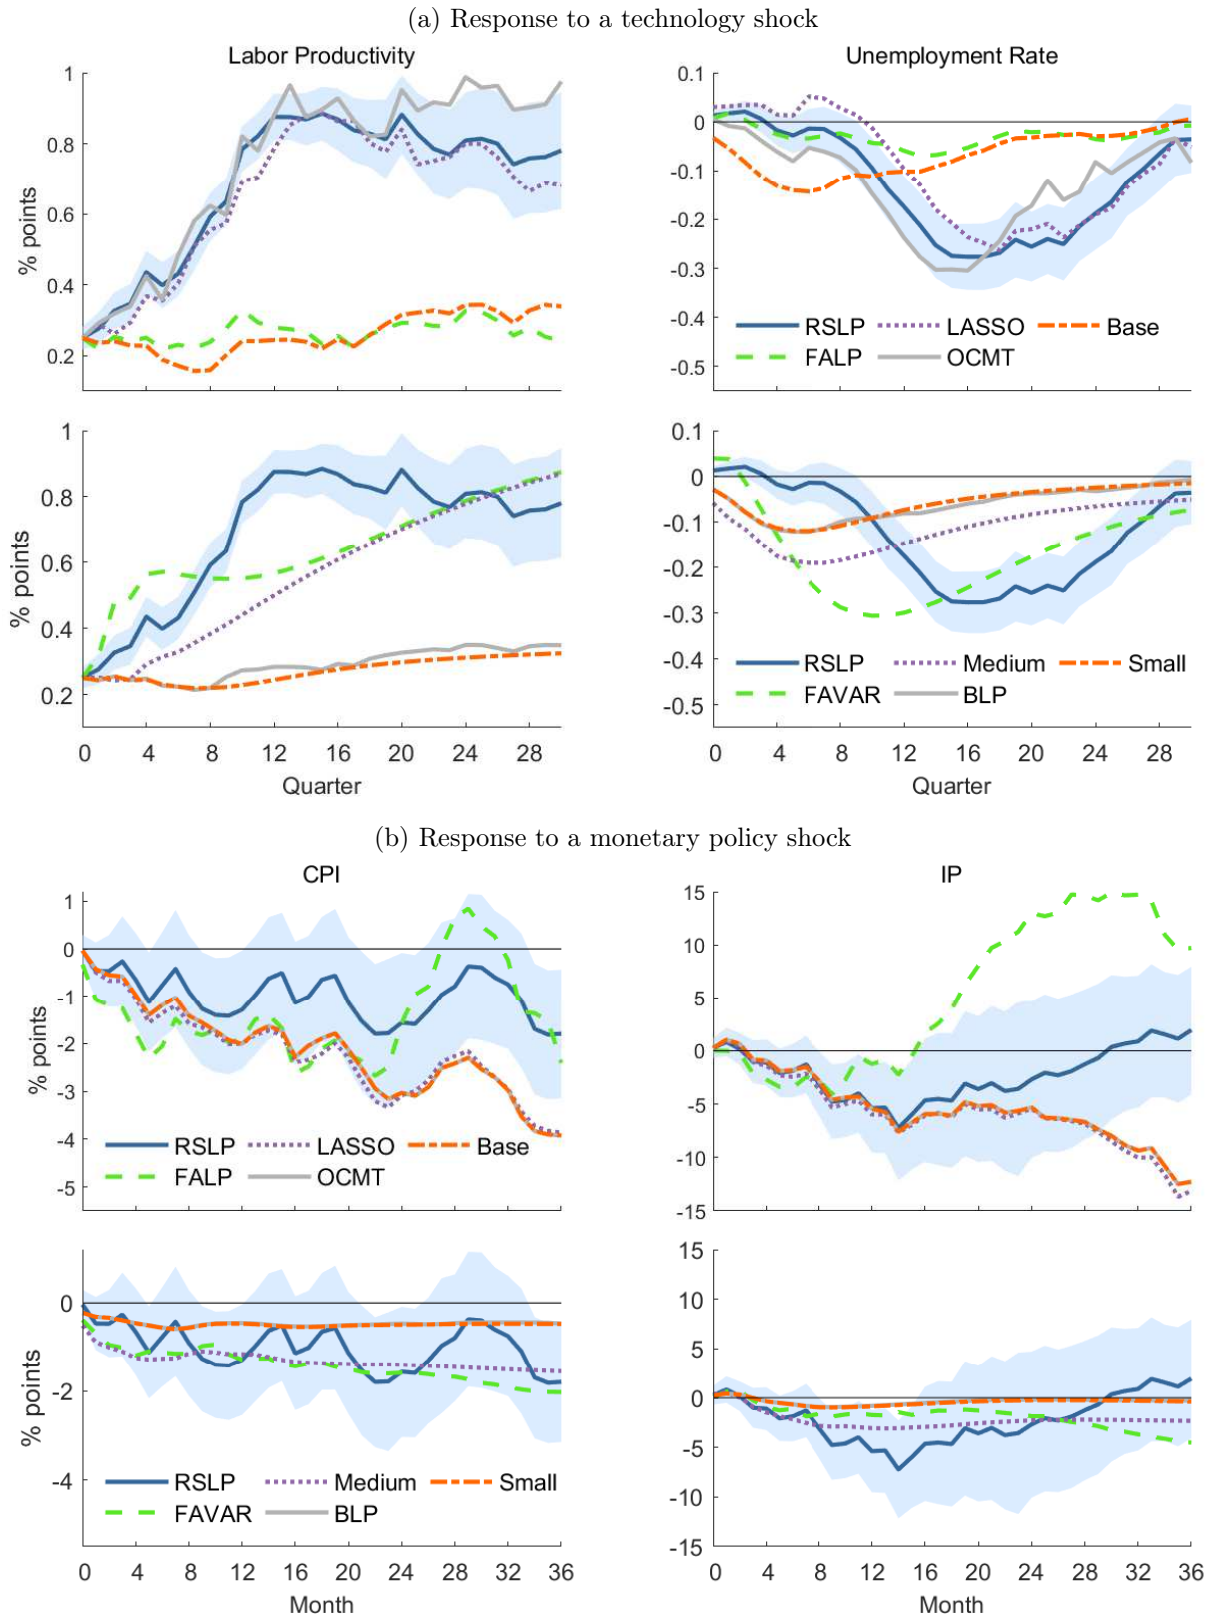 (a) Response to a technology shock
Labor Productivity
Unemployment Rate
% points
1
0.8
0.6
0.4
0.2
0.1
0
-0.1
-0.2
-0.3
-0.4
-0.5
RSLP LASSO Base
FALP OCMT
% points
1
0.8
0.6
0.4
0.2
0 4 8 12 16 20 24 28
Quarter
0.1
0
-0.1
-0.2
-0.3
-0.4
-0.5
RSLP Medium Small
FAVAR BLP
0 4 8 12 16 20 24 28
Quarter
(b) Response to a monetary policy shock
CPI
IP
% points
1
0
-1
-2
-3
-4
-5
RSLP LASSO Base
FALP OCMT
15
10
5
0
-5
-10
-15
% points
0
-2
-4
RSLP Medium Small
FAVAR BLP
0 4 8 12 16 20 24 28 32 36
Month
15
10
5
0
-5
-10
-15
0 4 8 12 16 20 24 28 32 36
Month